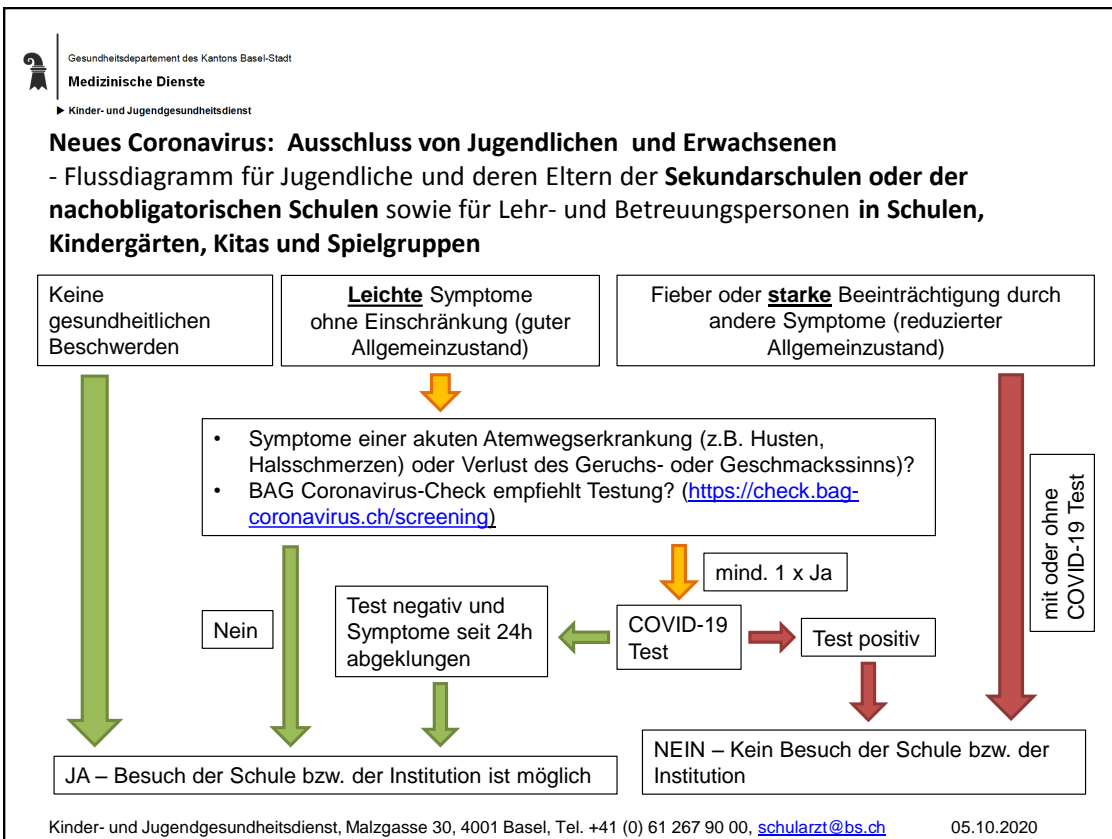 Gesundheitsdepartement des Kantons Basel-Stadt
Medizinische Dienste
▶ Kinder- und Jugendgesundheitsdienst
Neues Coronavirus: Ausschluss von Jugendlichen und Erwachsenen
- Flussdiagramm für Jugendliche und deren Eltern der Sekundarschulen oder der
nachobligatorischen Schulen sowie für Lehr- und Betreuungspersonen in Schulen,
Kindergärten, Kitas und Spielgruppen
Keine
gesundheitlichen
Beschwerden
Leichte Symptome
ohne Einschränkung (guter
Allgemeinzustand)
Fieber oder starke Beeinträchtigung durch
andere Symptome (reduzierter
Allgemeinzustand)
• Symptome einer akuten Atemwegserkrankung (z.B. Husten,
Halsschmerzen) oder Verlust des Geruchs- oder Geschmackssinns)?
• BAG Coronavirus-Check empfiehlt Testung? (https://check.bag-
coronavirus.ch/screening)
mit oder ohne
COVID-19 Test
mind. 1 x Ja
Nein
Test negativ und
Symptome seit 24h
abgeklungen
COVID-19
Test
Test positiv
JA – Besuch der Schule bzw. der Institution ist möglich
NEIN – Kein Besuch der Schule bzw. der
Institution
Kinder- und Jugendgesundheitsdienst, Malzgasse 30, 4001 Basel, Tel. +41 (0) 61 267 90 00, schularzt@bs.ch 05.10.2020